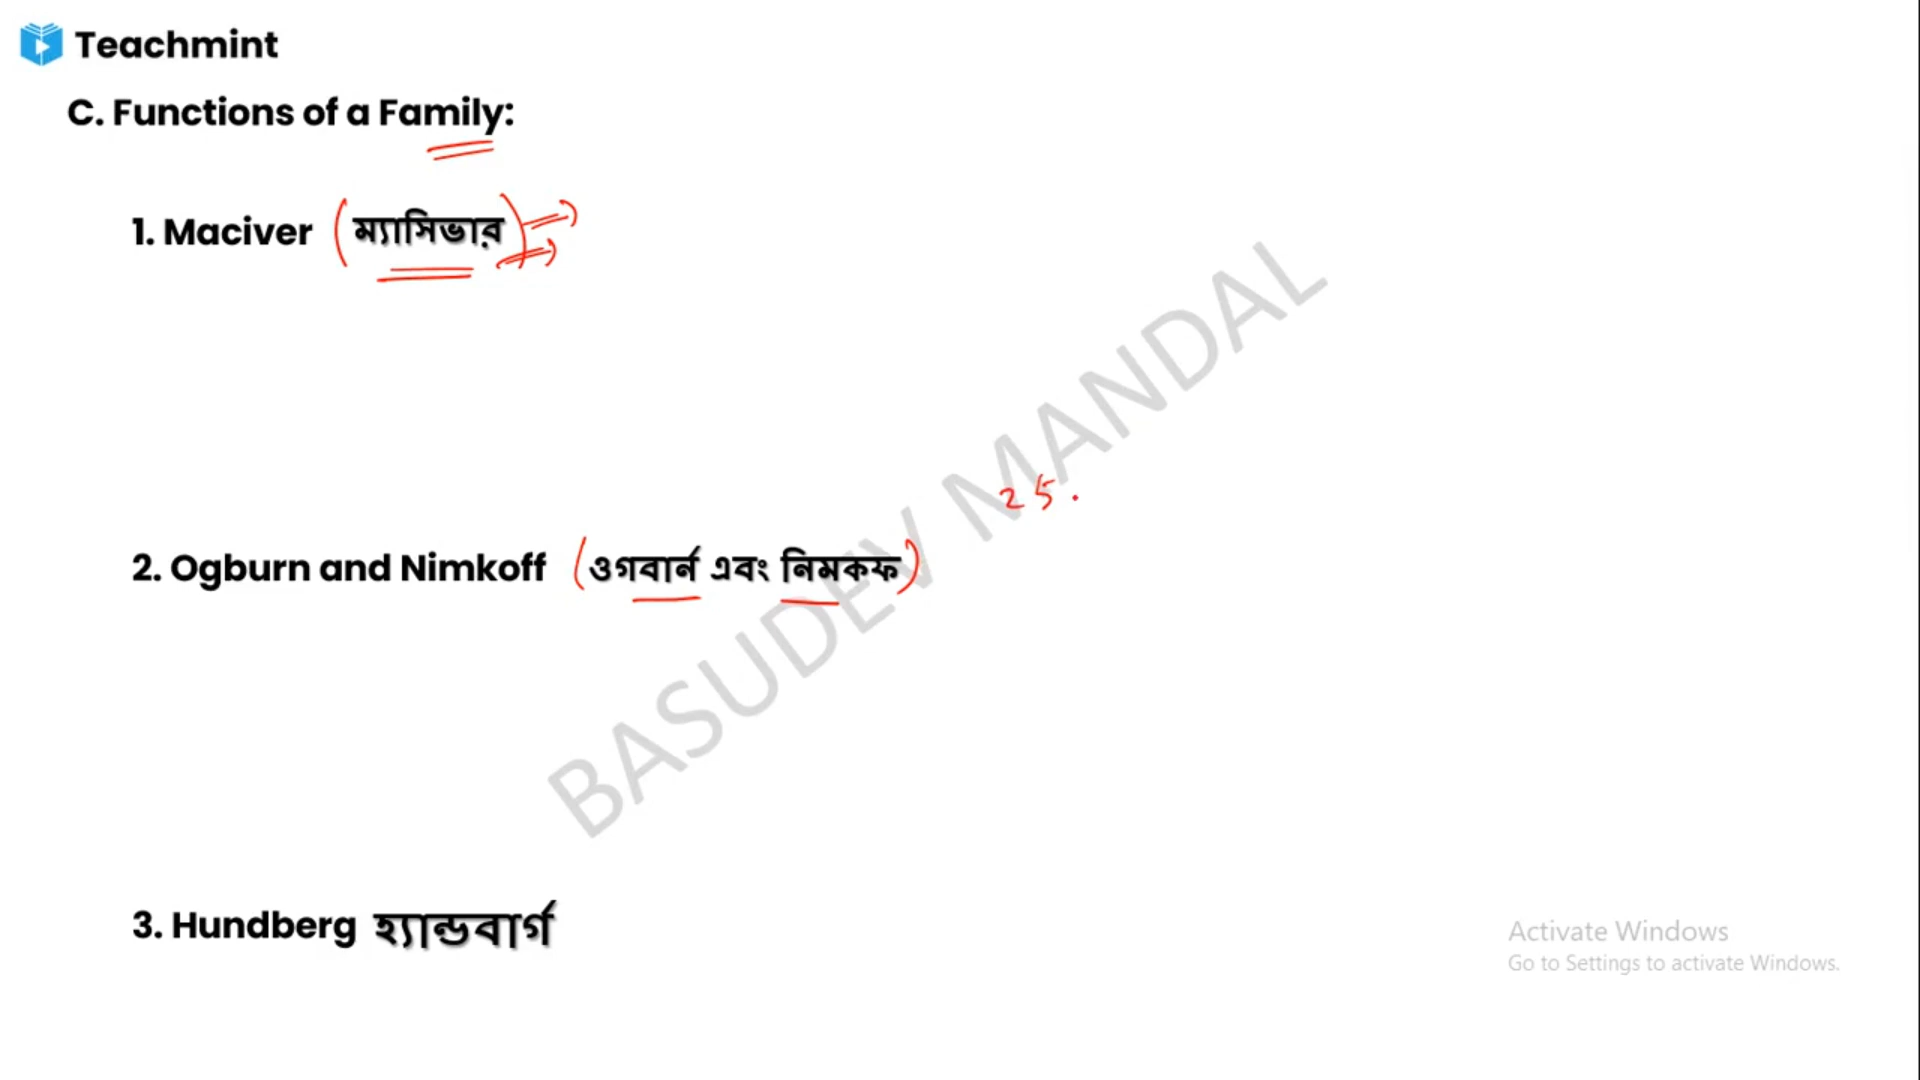 Teachmint
C. Functions of a Family:
1. Maciver (ম্যাসিভার)
25.
2. Ogburn and Nimkoff (ওগবার্ন এবং নিমকফ)
BASUDEV MANDAL
3. Hundberg হ্যান্ডবার্গ
Activate Windows
Go to Settings to activate Windows.